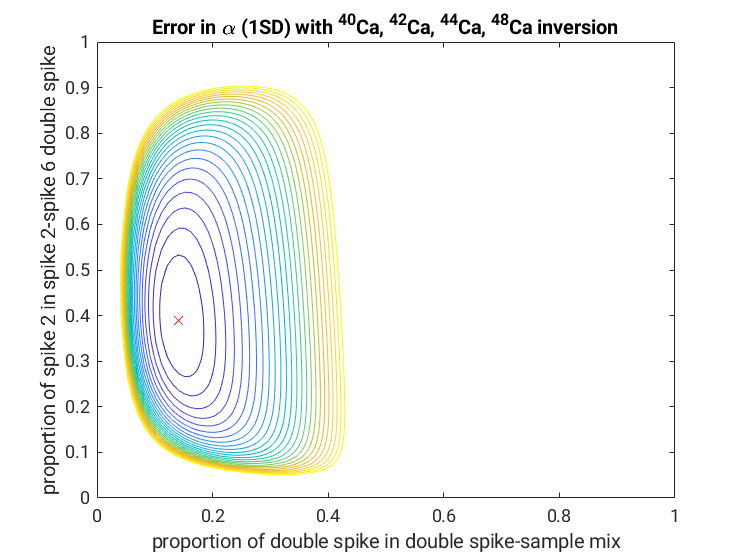 Error in α (1SD) with ⁴⁰Ca, ⁴²Ca, ⁴⁴Ca, ⁴⁸Ca inversion
proportion of spike 2 in spike 2-spike 6 double spike
1
0.9
0.8
0.7
0.6
0.5
0.4
0.3
0.2
0.1
0
0 0.2 0.4 0.6 0.8 1
proportion of double spike in double spike-sample mix